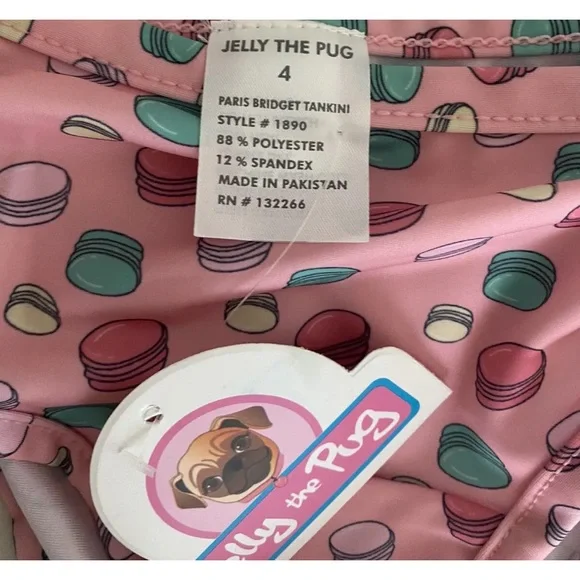 JELLY THE PUG
4
PARIS BRIDGET TANKINI
STYLE # 1890
88 % POLYESTER
12 % SPANDEX
MADE IN PAKISTAN
RN # 132266
Jelly the Pug